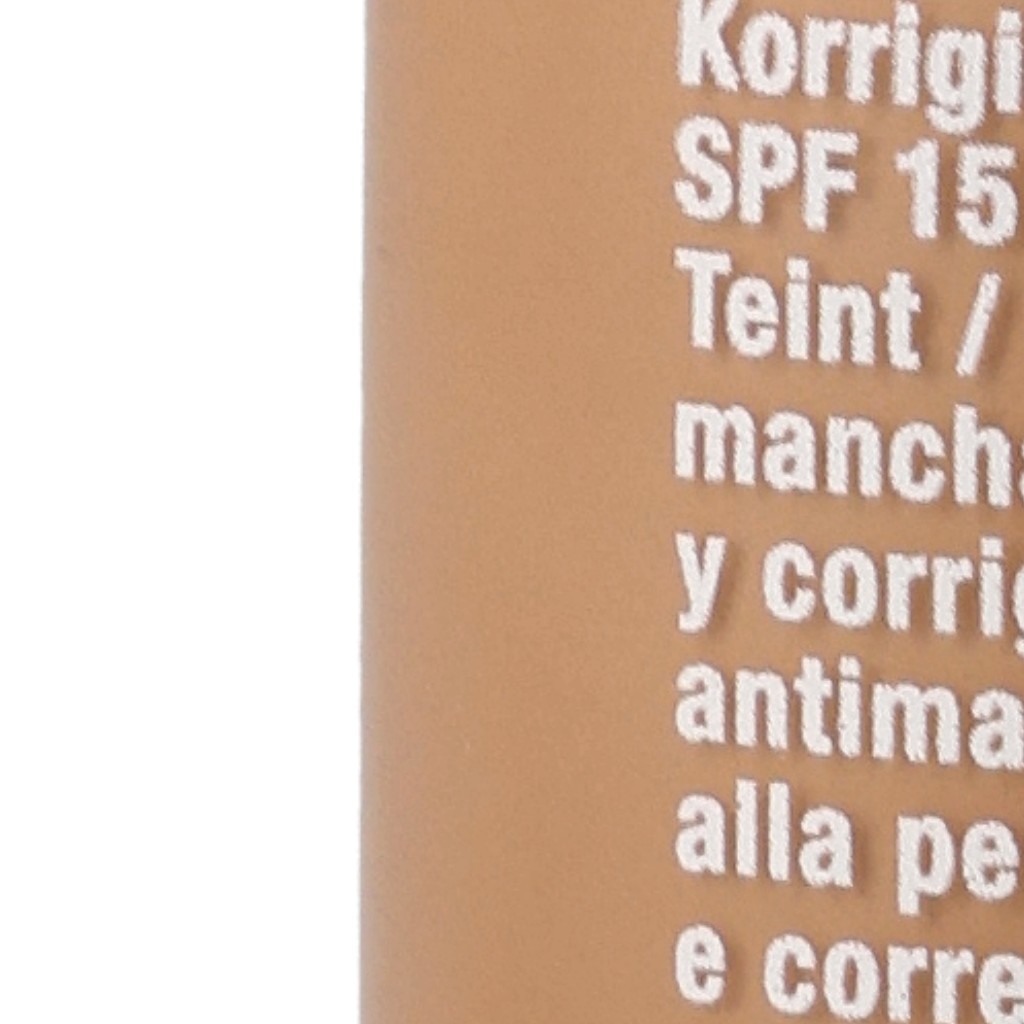 Korrigi
SPF 15
Teint /
mancha
y corrig
antima
alla pe
e corre